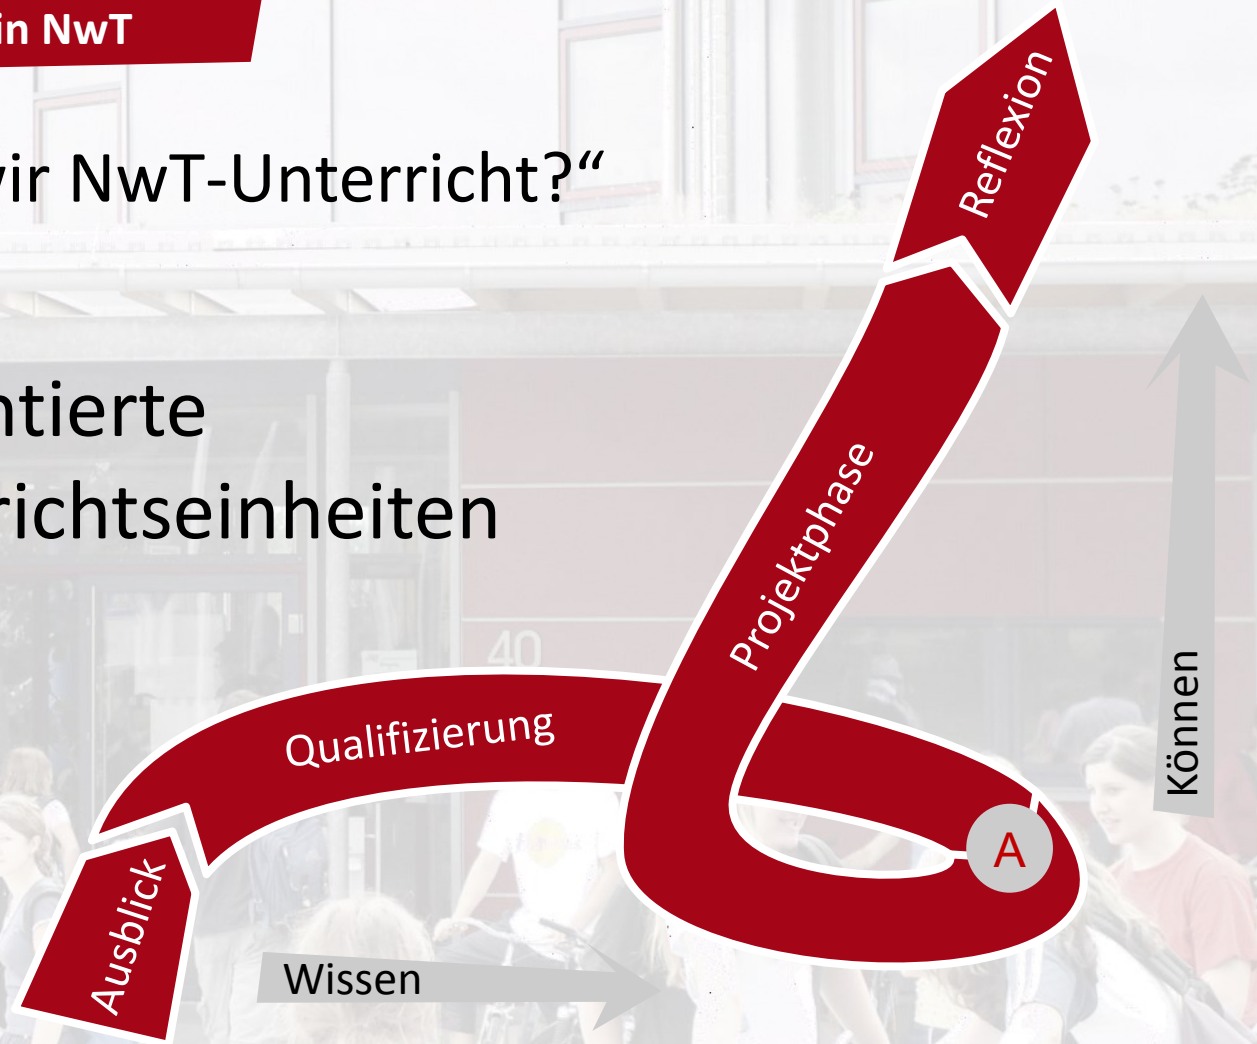 in NwT
wir NwT-Unterricht?“
ntierte
richtseinheiten
Reflexion
Projektphase
40
Qualifizierung
Können
A
Ausblick
Wissen